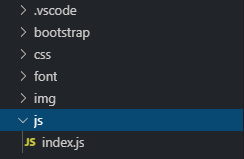 .vscode
bootstrap
css
font
img
js
JS index.js